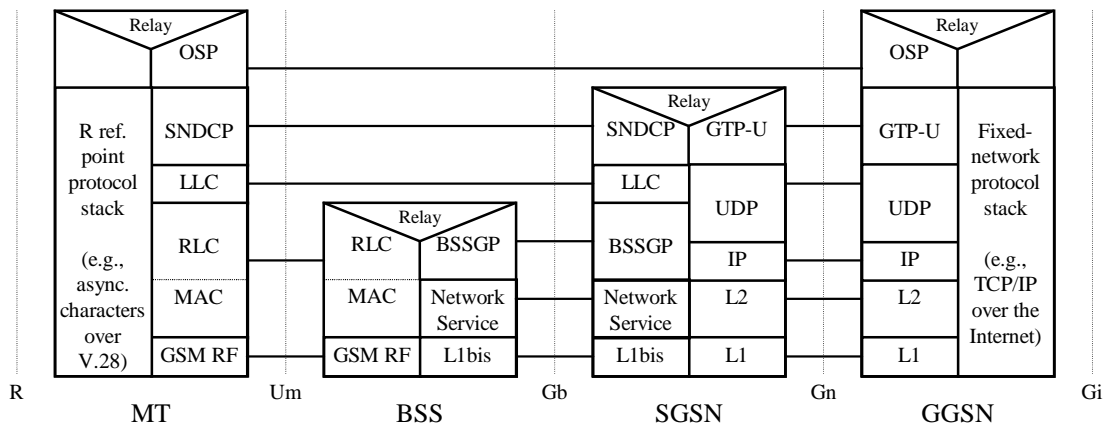 Relay
OSP
R ref.
point
protocol
stack
(e.g.,
async.
characters
over
V.28)
SNDCP
LLC
RLC
MAC
GSM RF
Relay
RLC
MAC
GSM RF
BSSGP
Network
Service
L1bis
Relay
SNDCP
LLC
BSSGP
Network
Service
L1bis
GTP-U
UDP
IP
L2
L1
Relay
OSP
GTP-U
UDP
IP
L2
L1
Fixed-
network
protocol
stack
(e.g.,
TCP/IP
over the
Internet)
R
Um
Gb
Gn
Gi
MT
BSS
SGSN
GGSN